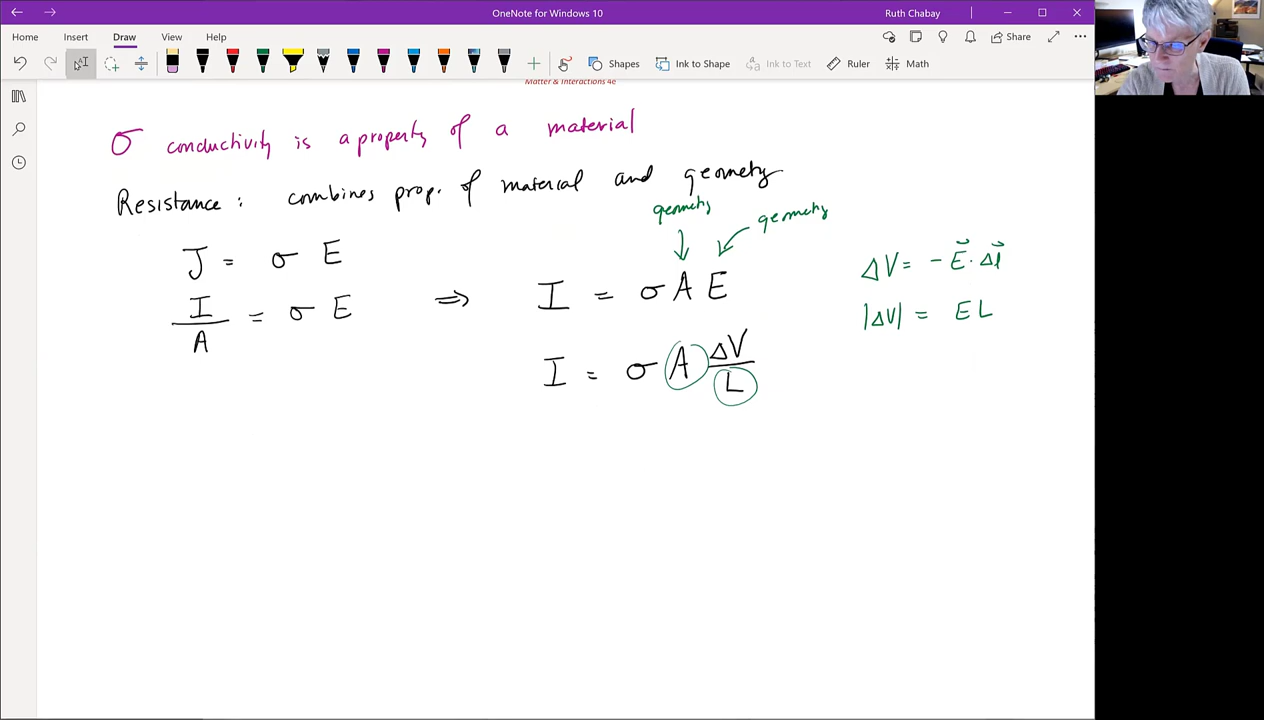 OneNote for Windows 10
Ruth Chabay
Home Insert Draw View Help
Share
Shapes Ink to Shape Ink to Text Ruler Math
Matter & Interactions 4e
σ conductivity is a property of a material
Resistance: combines prop. of material and geometry
geometry
geometry
J = σ E
I/A = σ E ⇒ I = σ A E
I = σ A ΔV/L
ΔV = - E⃗ · Δl⃗
|ΔV| = E L